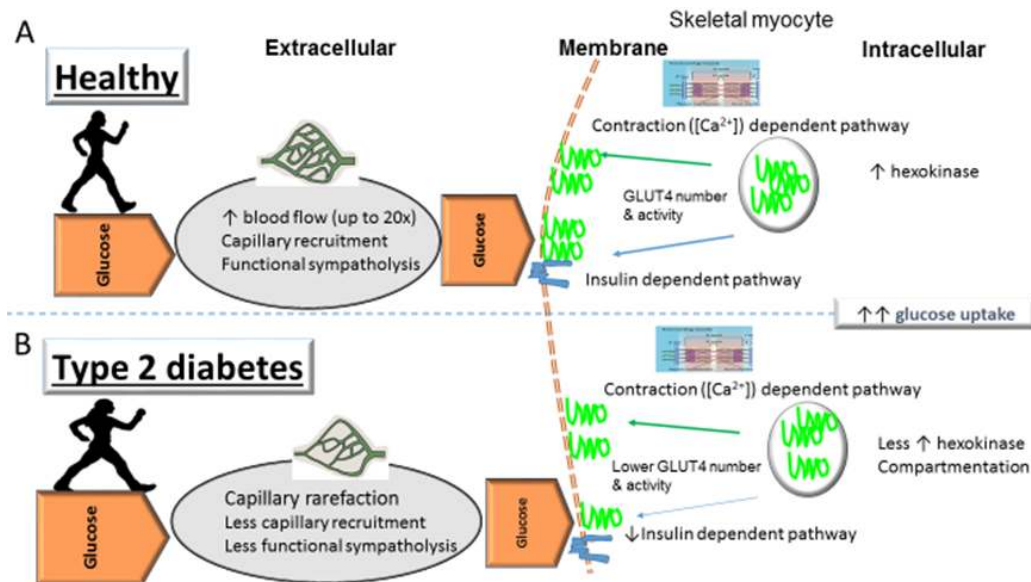 Skeletal myocyte
A
Extracellular
Membrane
Intracellular
Healthy
Contraction ([Ca²⁺]) dependent pathway
↑ hexokinase
GLUT4 number
& activity
↑ blood flow (up to 20x)
Capillary recruitment
Functional sympatholysis
Glucose
Glucose
Insulin dependent pathway
↑↑ glucose uptake
B
Type 2 diabetes
Contraction ([Ca²⁺]) dependent pathway
Less ↑ hexokinase
Compartmentation
Lower GLUT4 number
& activity
Capillary rarefaction
Less capillary recruitment
Less functional sympatholysis
Glucose
Glucose
↓Insulin dependent pathway